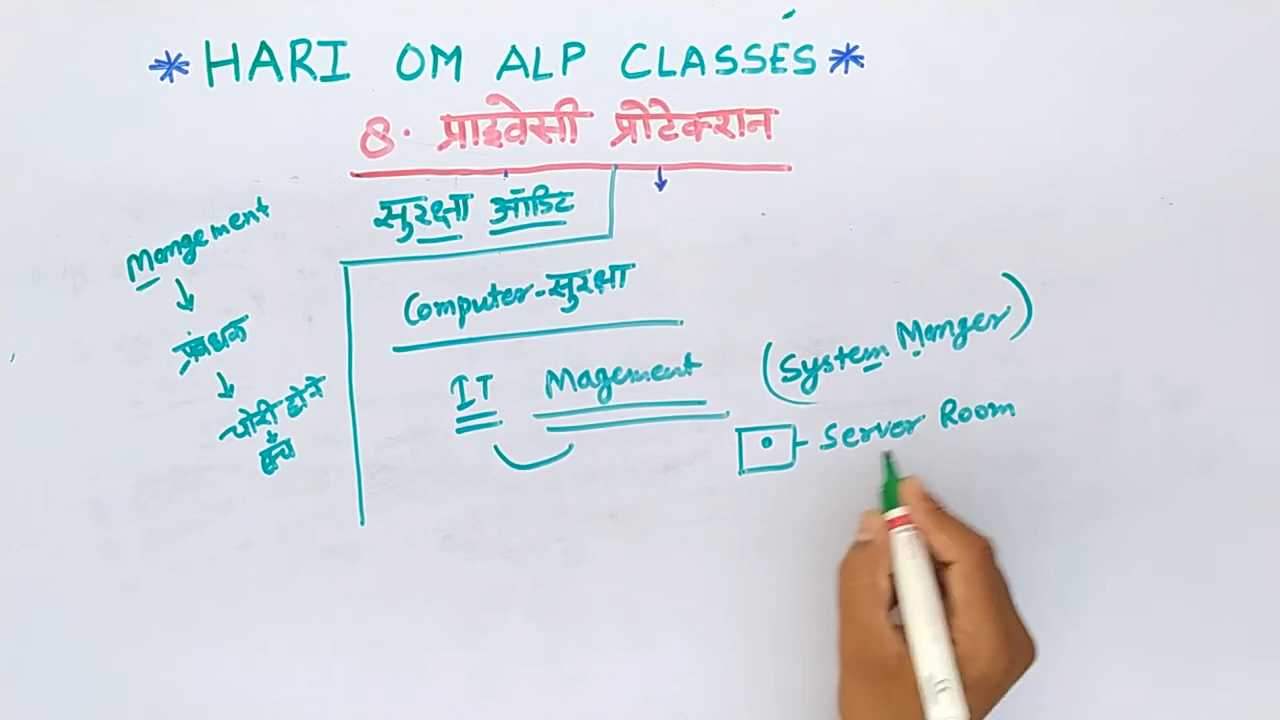 * HARI OM ALP CLASSES *
8. प्राइवेसी प्रोटेक्शन
सुरक्षा ऑडिट
Mangement
प्रबंधक
चोरी होने
Computer-सुरक्षा
IT Magement
(System Manger)
Server Room